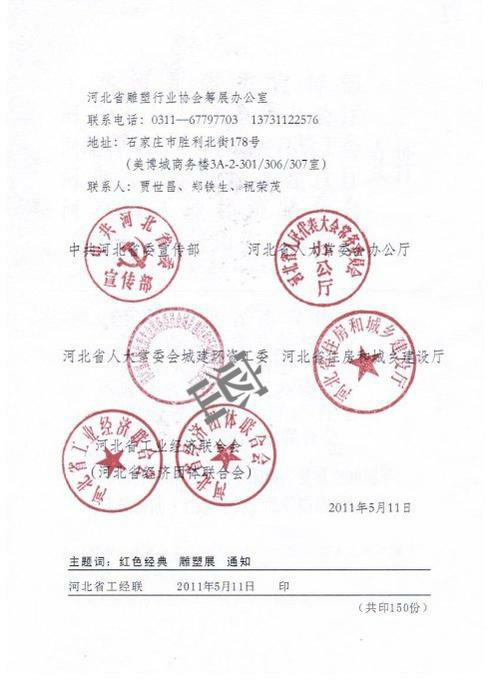 河北省雕塑行业协会筹展办公室
联系电话：0311—67797703 13731122576
地址：石家庄市胜利北街178号
（美博城商务楼3A-2-301/306/307室）
联系人：贾世昌、郑铁生、祝荣茂
中共河北省委宣传部 河北省人大常委会办公厅
中共河北省委
宣传部
河北省人民代表大会常务委员会
办公厅
河北省人大常委会城建环资工委 河北省住房和城乡建设厅
河北省住房和城乡建设厅
河北省工业经济联合会
（河北省经济团体联合会）
河北省工业经济联合会
河北省经济团体联合会
2011年5月11日
主题词：红色经典 雕塑展 通知
河北省工经联 2011年5月11日 印
（共印150份）